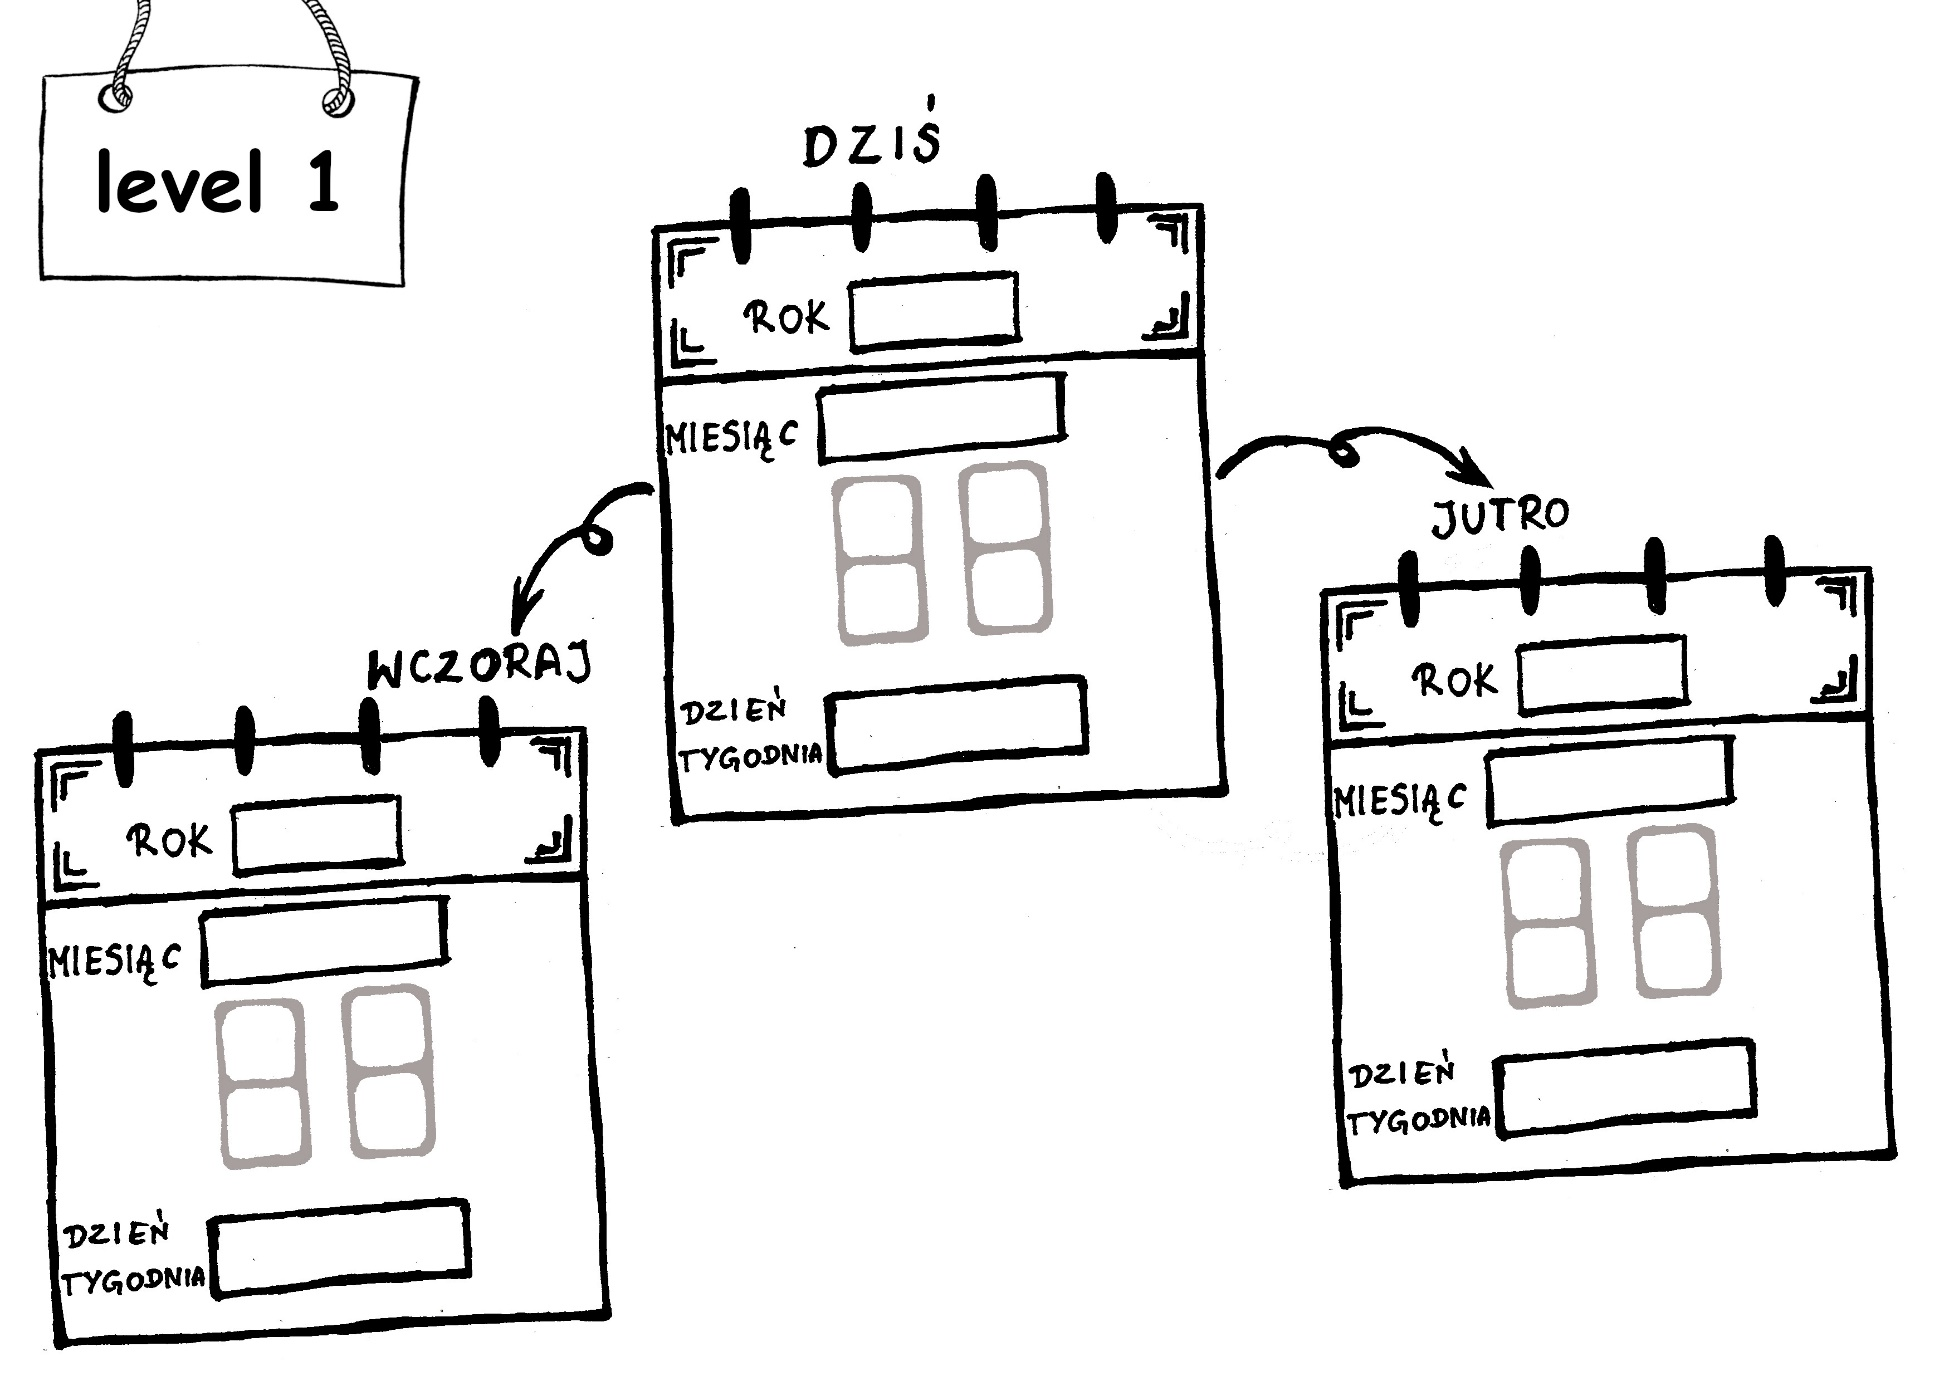 level 1
DZIŚ
ROK
MIESIĄC
DZIEŃ
TYGODNIA
WCZORAJ
ROK
MIESIĄC
DZIEŃ
TYGODNIA
JUTRO
ROK
MIESIĄC
DZIEŃ
TYGODNIA